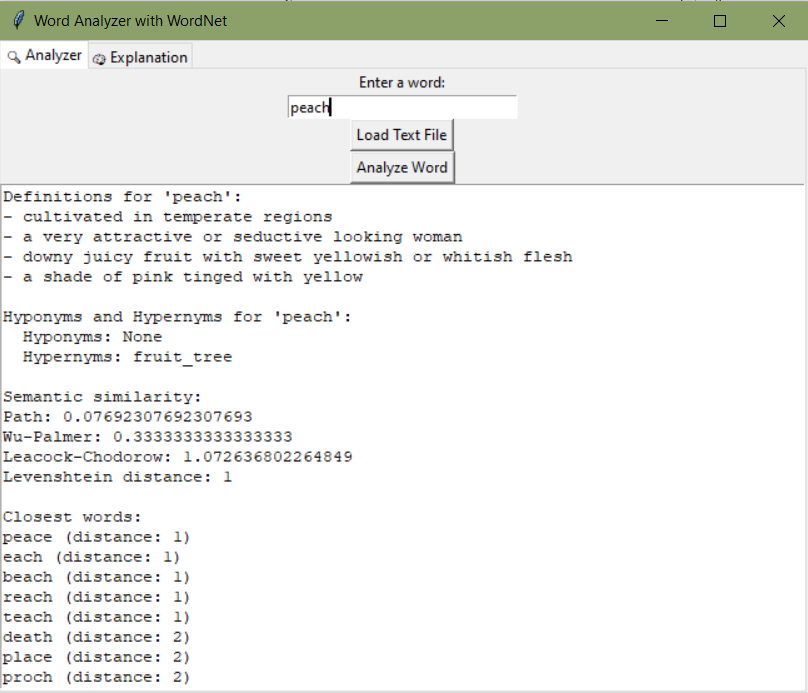 Word Analyzer with WordNet
Analyzer Explanation
Enter a word:
peach
Load Text File
Analyze Word
Definitions for 'peach':
- cultivated in temperate regions
- a very attractive or seductive looking woman
- downy juicy fruit with sweet yellowish or whitish flesh
- a shade of pink tinged with yellow
Hyponyms and Hypernyms for 'peach':
Hyponyms: None
Hypernyms: fruit_tree
Semantic similarity:
Path: 0.07692307692307693
Wu-Palmer: 0.3333333333333333
Leacock-Chodorow: 1.072636802264849
Levenshtein distance: 1
Closest words:
peace (distance: 1)
each (distance: 1)
beach (distance: 1)
reach (distance: 1)
teach (distance: 1)
death (distance: 2)
place (distance: 2)
proch (distance: 2)